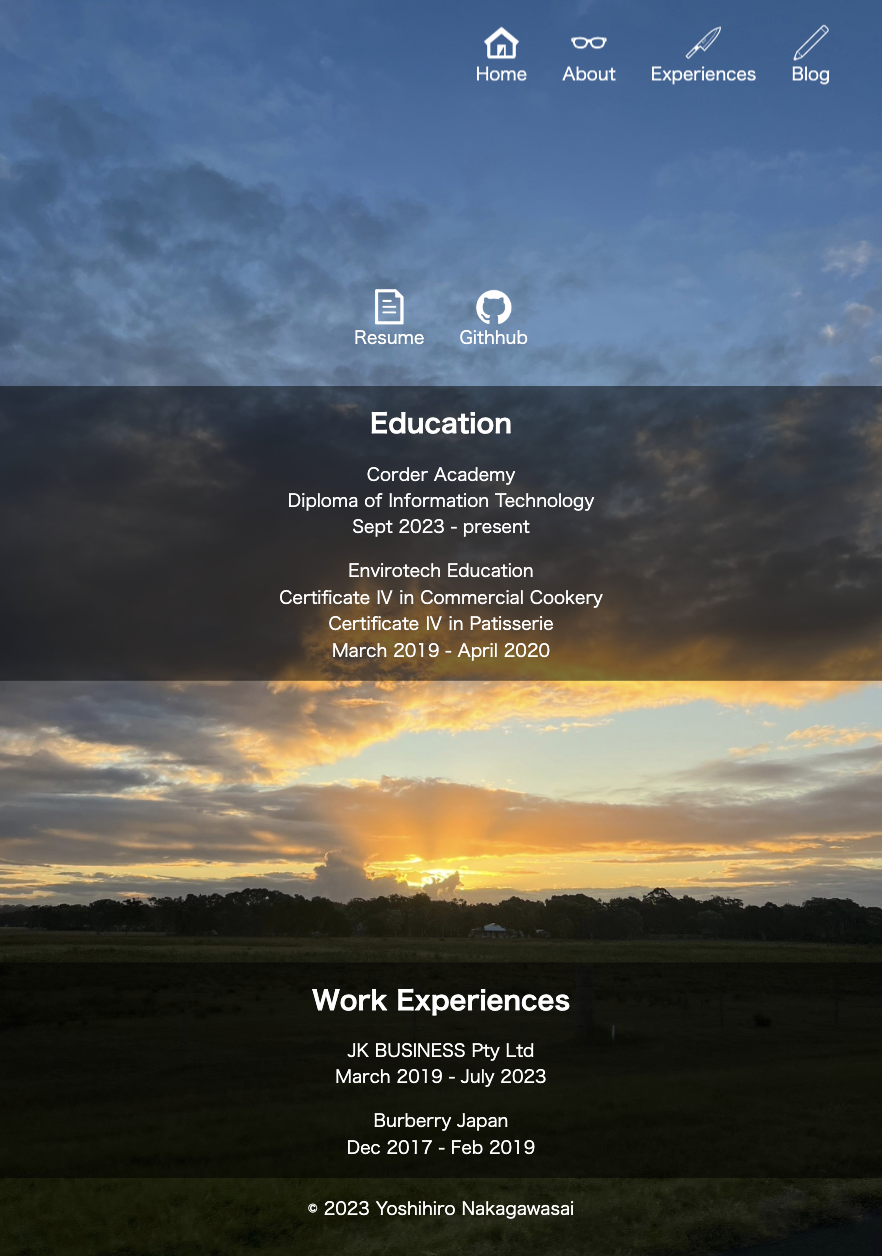 Home
About
Experiences
Blog
Resume
Githhub
Education
Corder Academy
Diploma of Information Technology
Sept 2023 - present
Envirotech Education
Certificate IV in Commercial Cookery
Certificate IV in Patisserie
March 2019 - April 2020
Work Experiences
JK BUSINESS Pty Ltd
March 2019 - July 2023
Burberry Japan
Dec 2017 - Feb 2019
© 2023 Yoshihiro Nakagawasai